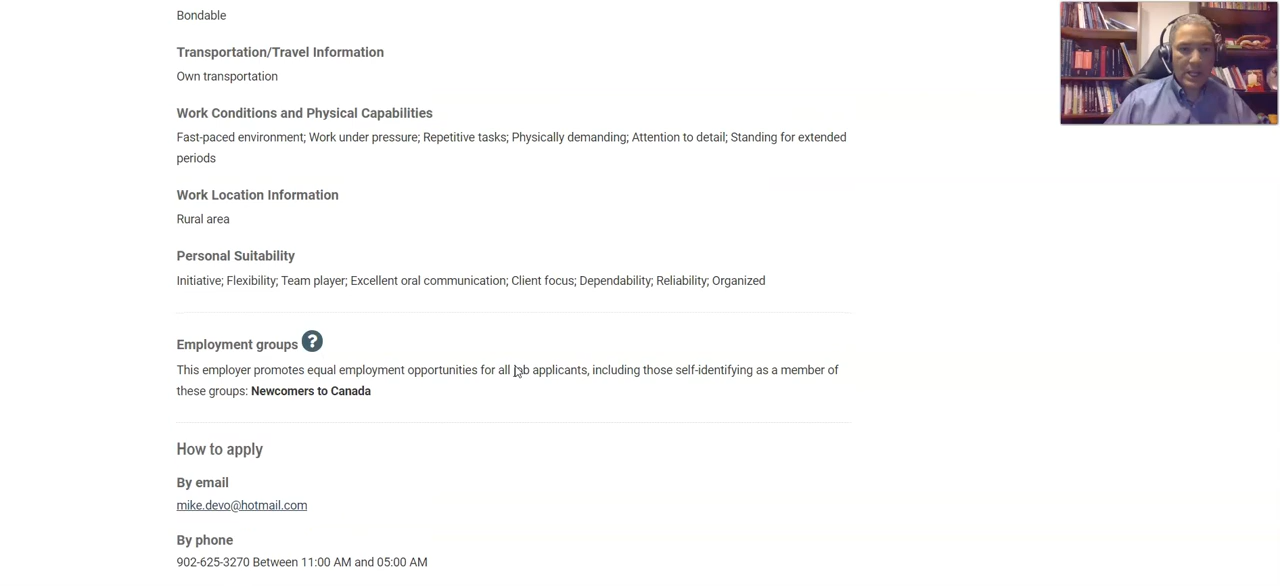 Bondable
Transportation/Travel Information
Own transportation
Work Conditions and Physical Capabilities
Fast-paced environment; Work under pressure; Repetitive tasks; Physically demanding; Attention to detail; Standing for extended
periods
Work Location Information
Rural area
Personal Suitability
Initiative; Flexibility; Team player; Excellent oral communication; Client focus; Dependability; Reliability; Organized
Employment groups ?
This employer promotes equal employment opportunities for all job applicants, including those self-identifying as a member of
these groups: Newcomers to Canada
How to apply
By email
mike.devo@hotmail.com
By phone
902-625-3270 Between 11:00 AM and 05:00 AM